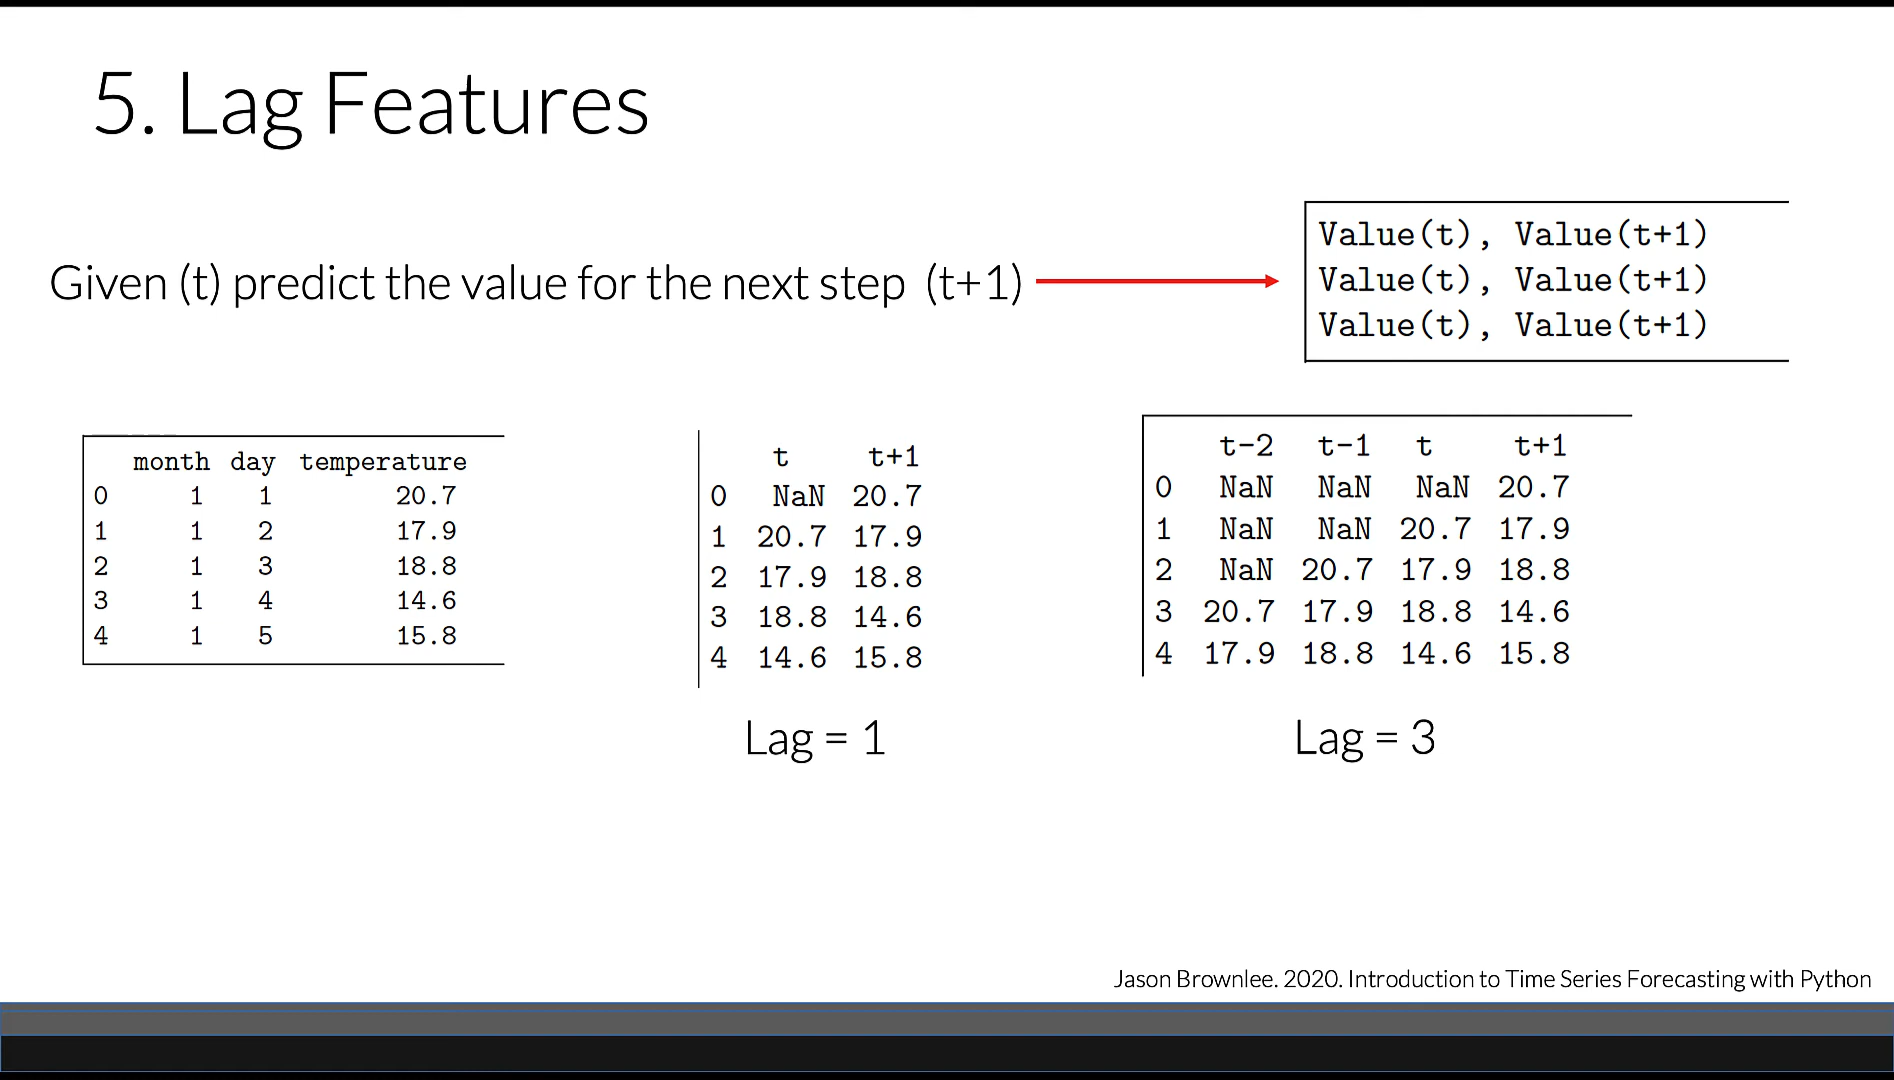 5. Lag Features
Given (t) predict the value for the next step (t+1)
Value(t), Value(t+1)
Value(t), Value(t+1)
Value(t), Value(t+1)
month day temperature
0 1 1 20.7
1 1 2 17.9
2 1 3 18.8
3 1 4 14.6
4 1 5 15.8
t t+1
0 NaN 20.7
1 20.7 17.9
2 17.9 18.8
3 18.8 14.6
4 14.6 15.8
Lag = 1
t-2 t-1 t t+1
0 NaN NaN NaN 20.7
1 NaN NaN 20.7 17.9
2 NaN 20.7 17.9 18.8
3 20.7 17.9 18.8 14.6
4 17.9 18.8 14.6 15.8
Lag = 3
Jason Brownlee. 2020. Introduction to Time Series Forecasting with Python